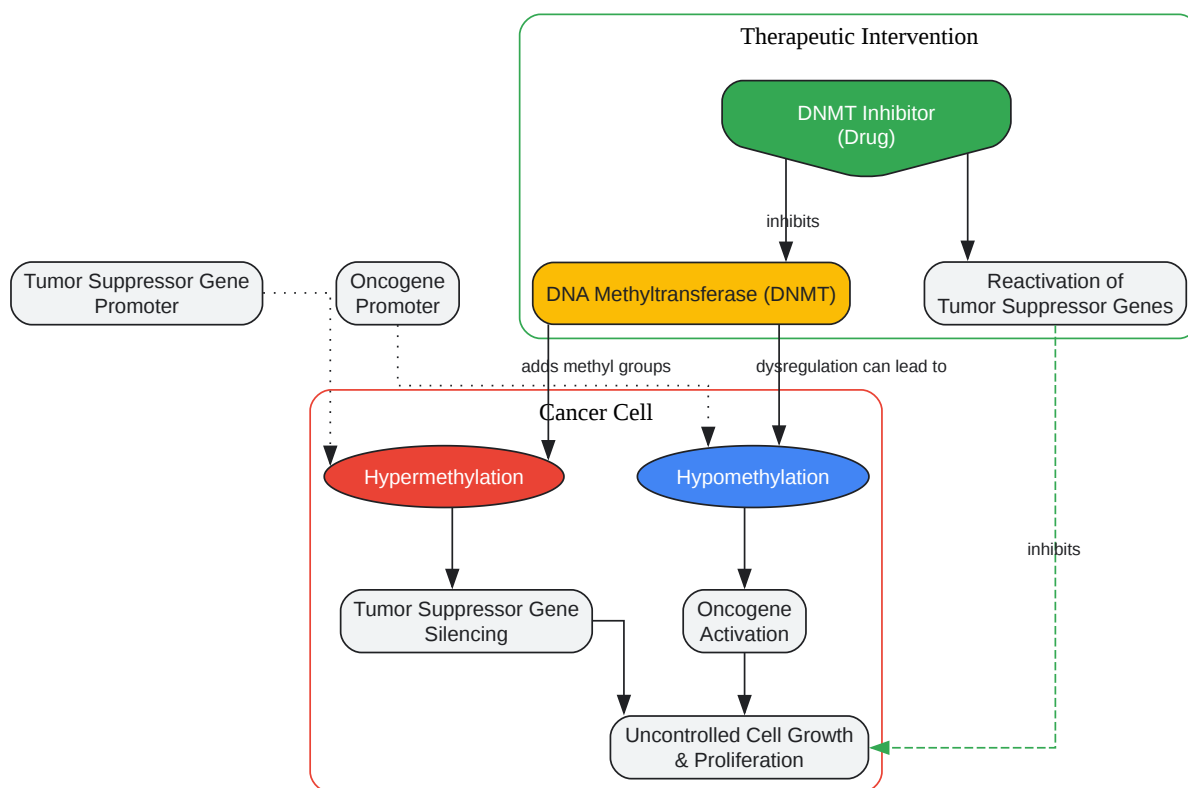 Therapeutic Intervention
DNMT Inhibitor
(Drug)
inhibits
Tumor Suppressor Gene
Promoter
Oncogene
Promoter
DNA Methyltransferase (DNMT)
Reactivation of
Tumor Suppressor Genes
adds methyl groups
dysregulation can lead to
Cancer Cell
Hypermethylation
Hypomethylation
inhibits
Tumor Suppressor Gene
Silencing
Oncogene
Activation
Uncontrolled Cell Growth
& Proliferation